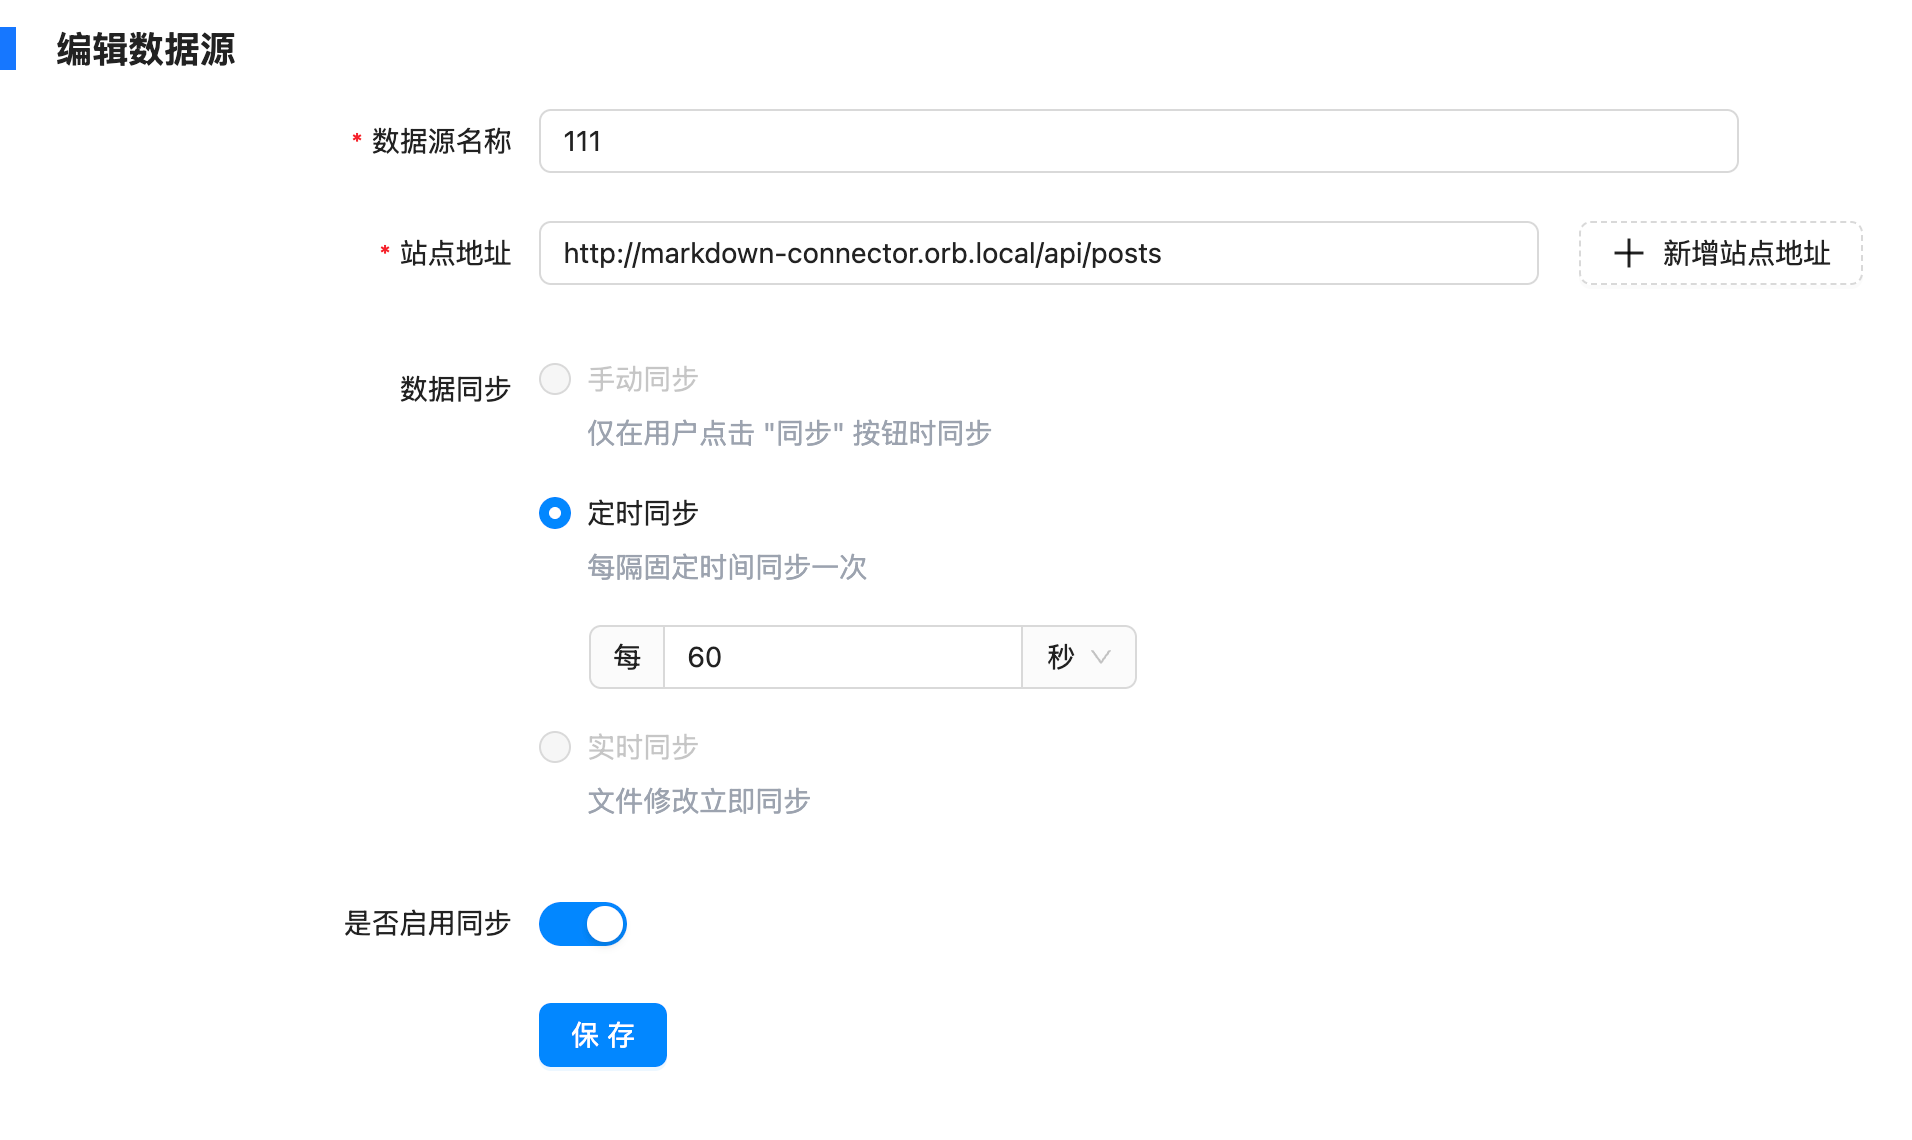 编辑数据源
* 数据源名称 111
* 站点地址 http://markdown-connector.orb.local/api/posts + 新增站点地址
数据同步 手动同步
仅在用户点击 "同步" 按钮时同步
定时同步
每隔固定时间同步一次
每 60 秒
实时同步
文件修改立即同步
是否启用同步
保 存